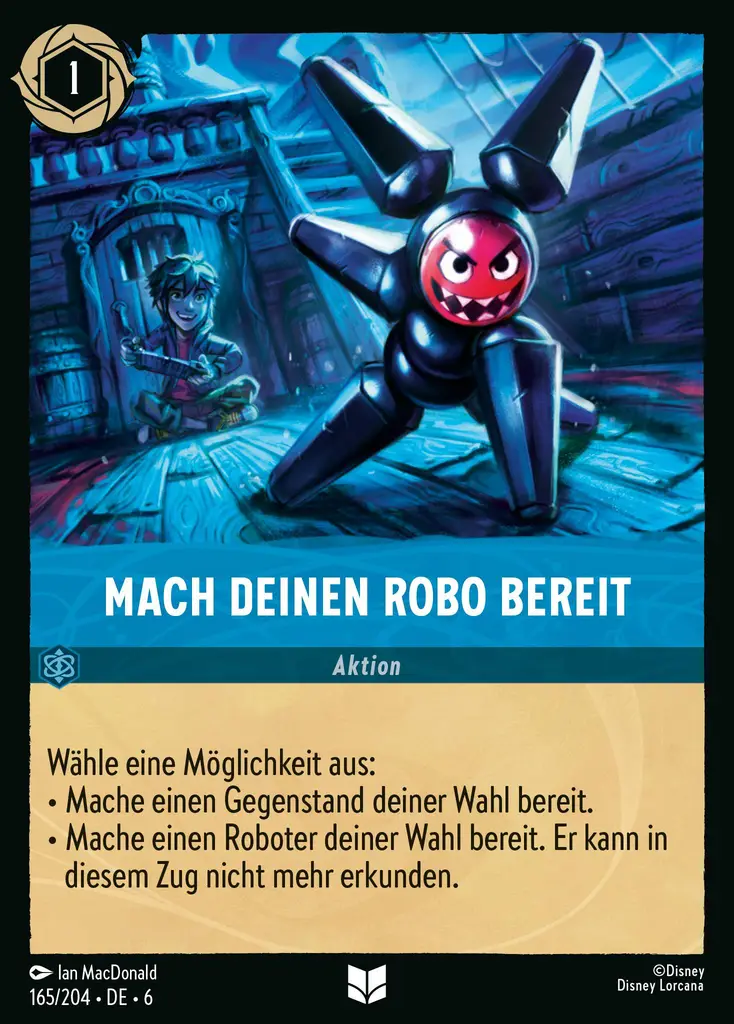 1
MACH DEINEN ROBO BEREIT
Aktion
Wähle eine Möglichkeit aus:
• Mache einen Gegenstand deiner Wahl bereit.
• Mache einen Roboter deiner Wahl bereit. Er kann in
diesem Zug nicht mehr erkunden.
Ian MacDonald
165/204 • DE • 6
©Disney
Disney Lorcana